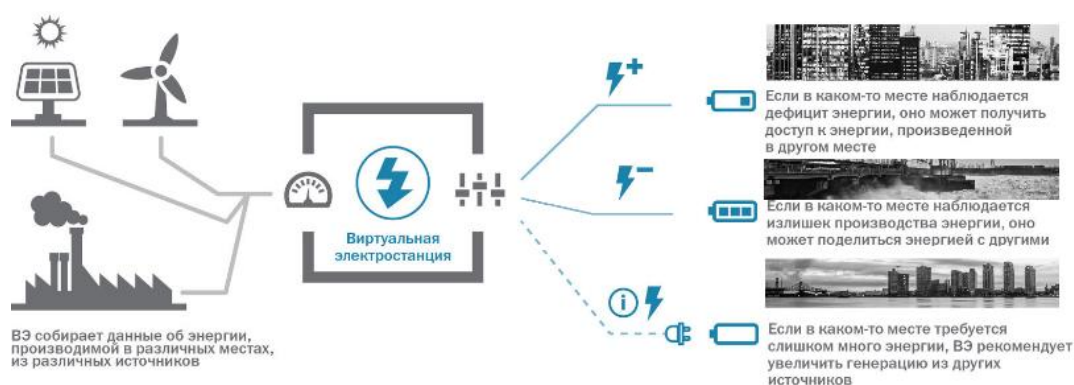 ВЭ собирает данные об энергии,
производимой в различных местах,
из различных источников
Виртуальная
электростанция
Если в каком-то месте наблюдается
дефицит энергии, оно может получить
доступ к энергии, произведенной
в другом месте
Если в каком-то месте наблюдается
излишек производства энергии, оно
может поделиться энергией с другими
Если в каком-то месте требуется
слишком много энергии, ВЭ рекомендует
увеличить генерацию из других
источников